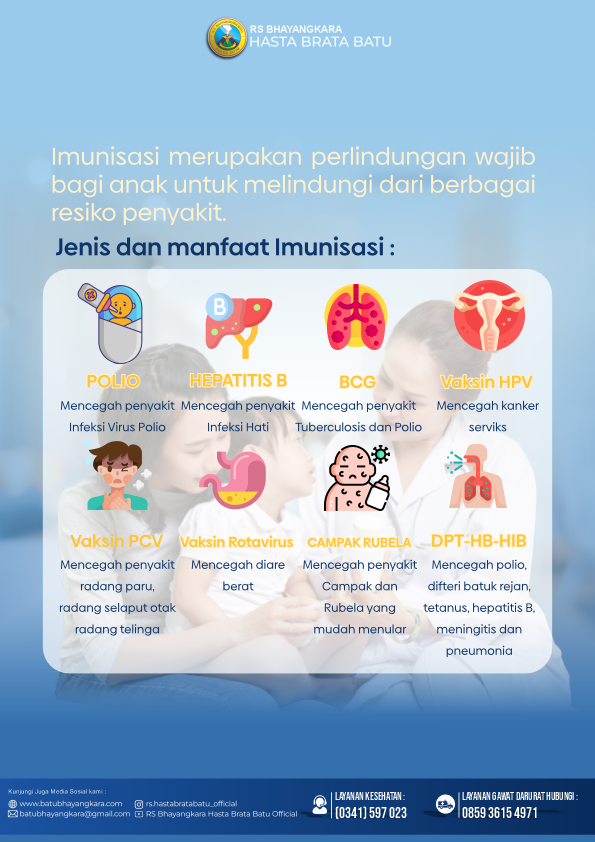 RS BHAYANGKARA
HASTA BRATA BATU
Imunisasi merupakan perlindungan wajib
bagi anak untuk melindungi dari berbagai
resiko penyakit.
Jenis dan manfaat Imunisasi :
B
POLIO
Mencegah penyakit
Infeksi Virus Polio
HEPATITIS B
Mencegah penyakit
Infeksi Hati
BCG
Mencegah penyakit
Tuberculosis dan Polio
Vaksin HPV
Mencegah kanker
serviks
Vaksin PCV
Mencegah penyakit
radang paru,
radang selaput otak
radang telinga
Vaksin Rotavirus
Mencegah diare
berat
CAMPAK RUBELA
Mencegah penyakit
Campak dan
Rubela yang
mudah menular
DPT-HB-HIB
Mencegah polio,
difteri batuk rejan,
tetanus, hepatitis B,
meningitis dan
pneumonia
Kunjungi Juga Media Sosial kami :
www.batubhayangkara.com
batubhayangkara@gmail.com
rs.hastabratabatu_official
RS Bhayangkara Hasta Brata Batu Official
LAYANAN KESEHATAN :
(0341) 597 023
LAYANAN GAWAT DARURAT HUBUNGI :
0859 3615 4971